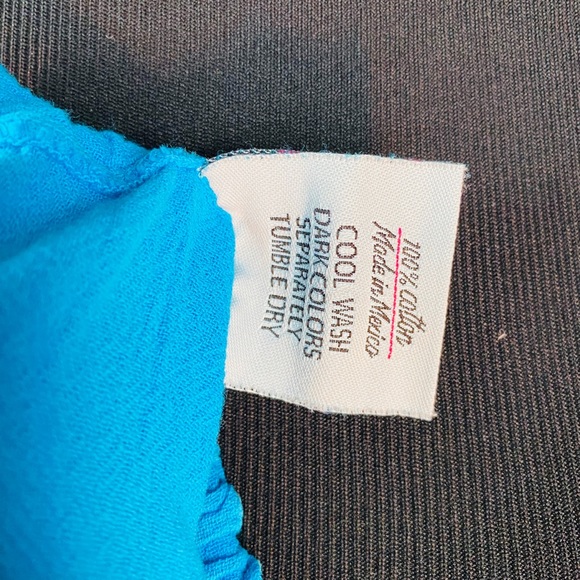 100% cotton
Made in Mexico
COOL WASH
DARK COLORS
SEPARATELY
TUMBLE DRY